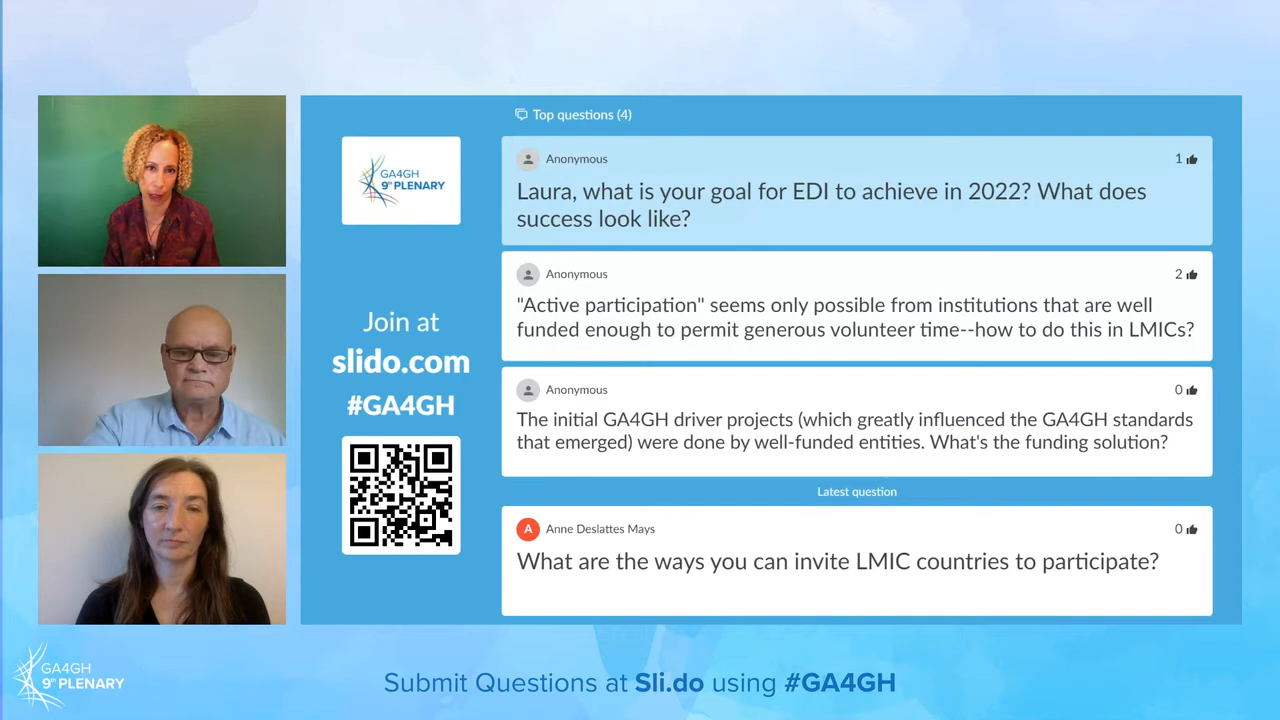 Top questions (4)
GA4GH
9th PLENARY
Join at
slido.com
#GA4GH
Anonymous
1
Laura, what is your goal for EDI to achieve in 2022? What does
success look like?
Anonymous
2
"Active participation" seems only possible from institutions that are well
funded enough to permit generous volunteer time--how to do this in LMICs?
Anonymous
0
The initial GA4GH driver projects (which greatly influenced the GA4GH standards
that emerged) were done by well-funded entities. What's the funding solution?
Latest question
A
Anne Deslattes Mays
0
What are the ways you can invite LMIC countries to participate?
GA4GH
9th PLENARY
Submit Questions at Sli.do using #GA4GH